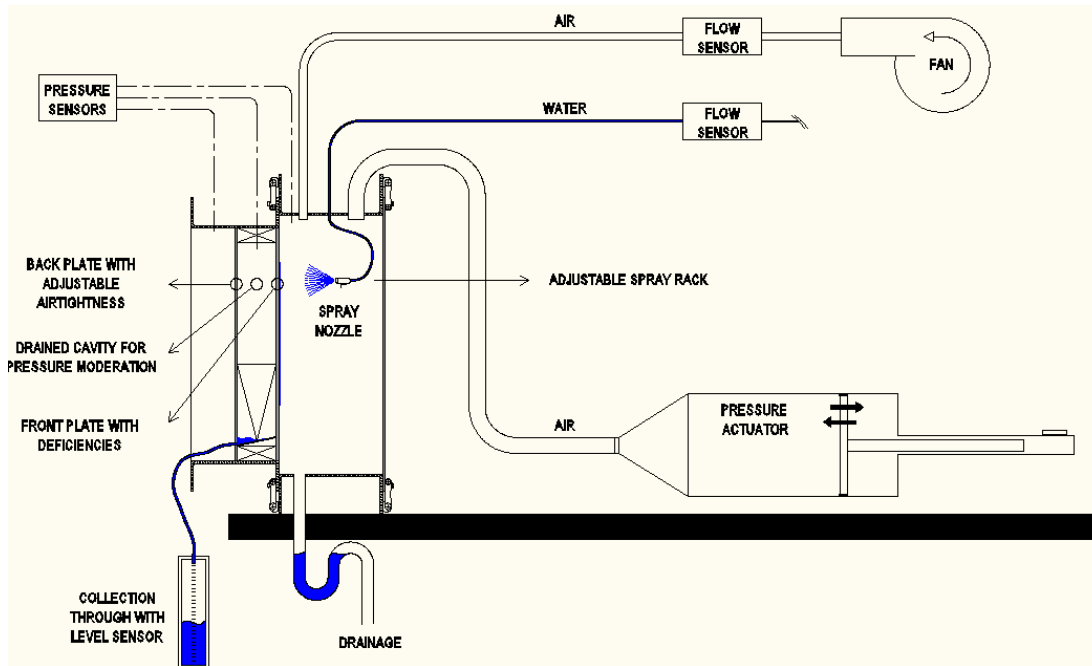 AIR
FLOW
SENSOR
FAN
PRESSURE
SENSORS
WATER
FLOW
SENSOR
BACK PLATE WITH
ADJUSTABLE
AIRTIGHTNESS
ADJUSTABLE SPRAY RACK
SPRAY
NOZZLE
DRAINED CAVITY FOR
PRESSURE MODERATION
FRONT PLATE WITH
DEFICIENCIES
PRESSURE
ACTUATOR
AIR
COLLECTION
THROUGH WITH
LEVEL SENSOR
DRAINAGE